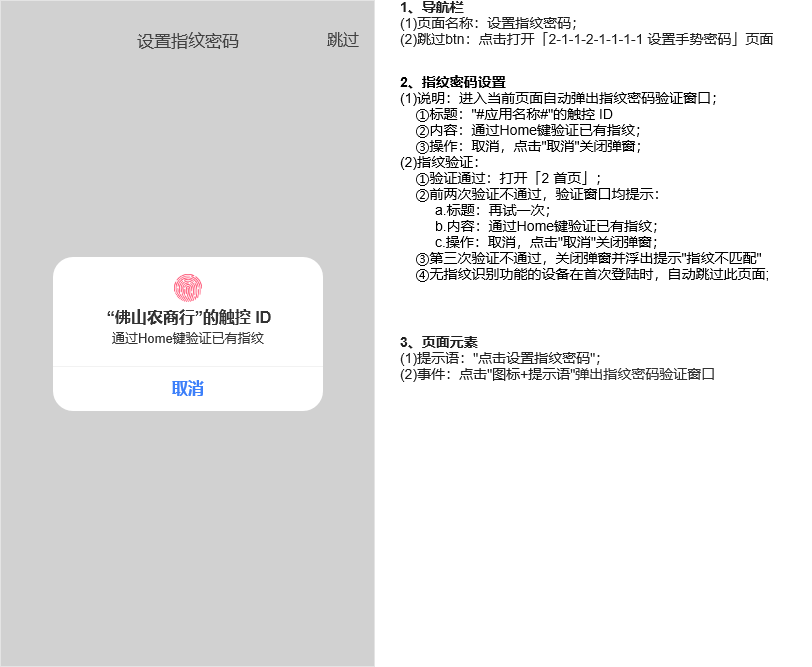 设置指纹密码
跳过
“佛山农商行”的触控 ID
通过Home键验证已有指纹
取消
1、导航栏
(1)页面名称：设置指纹密码；
(2)跳过btn：点击打开「2-1-1-2-1-1-1-1 设置手势密码」页面
2、指纹密码设置
(1)说明：进入当前页面自动弹出指纹密码验证窗口；
①标题："#应用名称#"的触控 ID
②内容：通过Home键验证已有指纹；
③操作：取消，点击"取消"关闭弹窗；
(2)指纹验证：
①验证通过：打开「2 首页」；
②前两次验证不通过，验证窗口均提示：
a.标题：再试一次；
b.内容：通过Home键验证已有指纹；
c.操作：取消，点击"取消"关闭弹窗；
③第三次验证不通过，关闭弹窗并浮出提示"指纹不匹配"
④无指纹识别功能的设备在首次登陆时，自动跳过此页面；
3、页面元素
(1)提示语："点击设置指纹密码"；
(2)事件：点击"图标+提示语"弹出指纹密码验证窗口